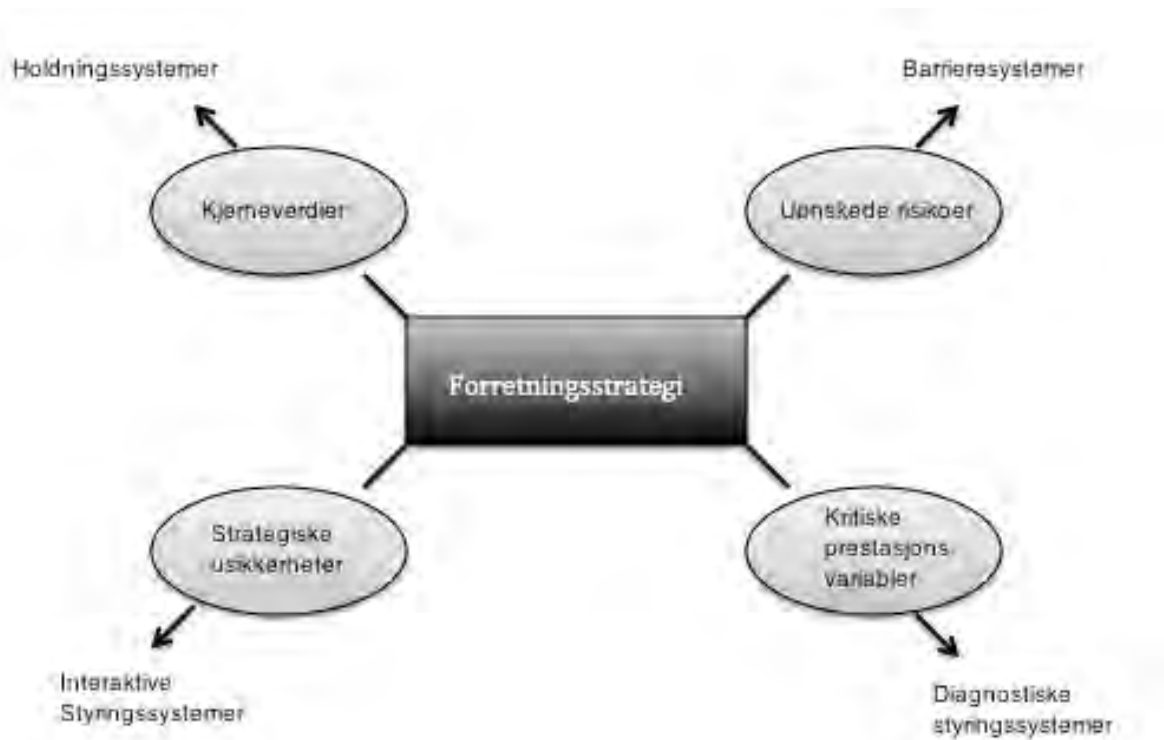 Holdningssystemer
Barrieresystemer
Kjerneverdier
Uønskede risikoer
Forretningsstrategi
Strategiske
usikkerheter
Kritiske
prestasjons-
variabler
Interaktive
Styringssystemer
Diagnostiske
styringssystemer